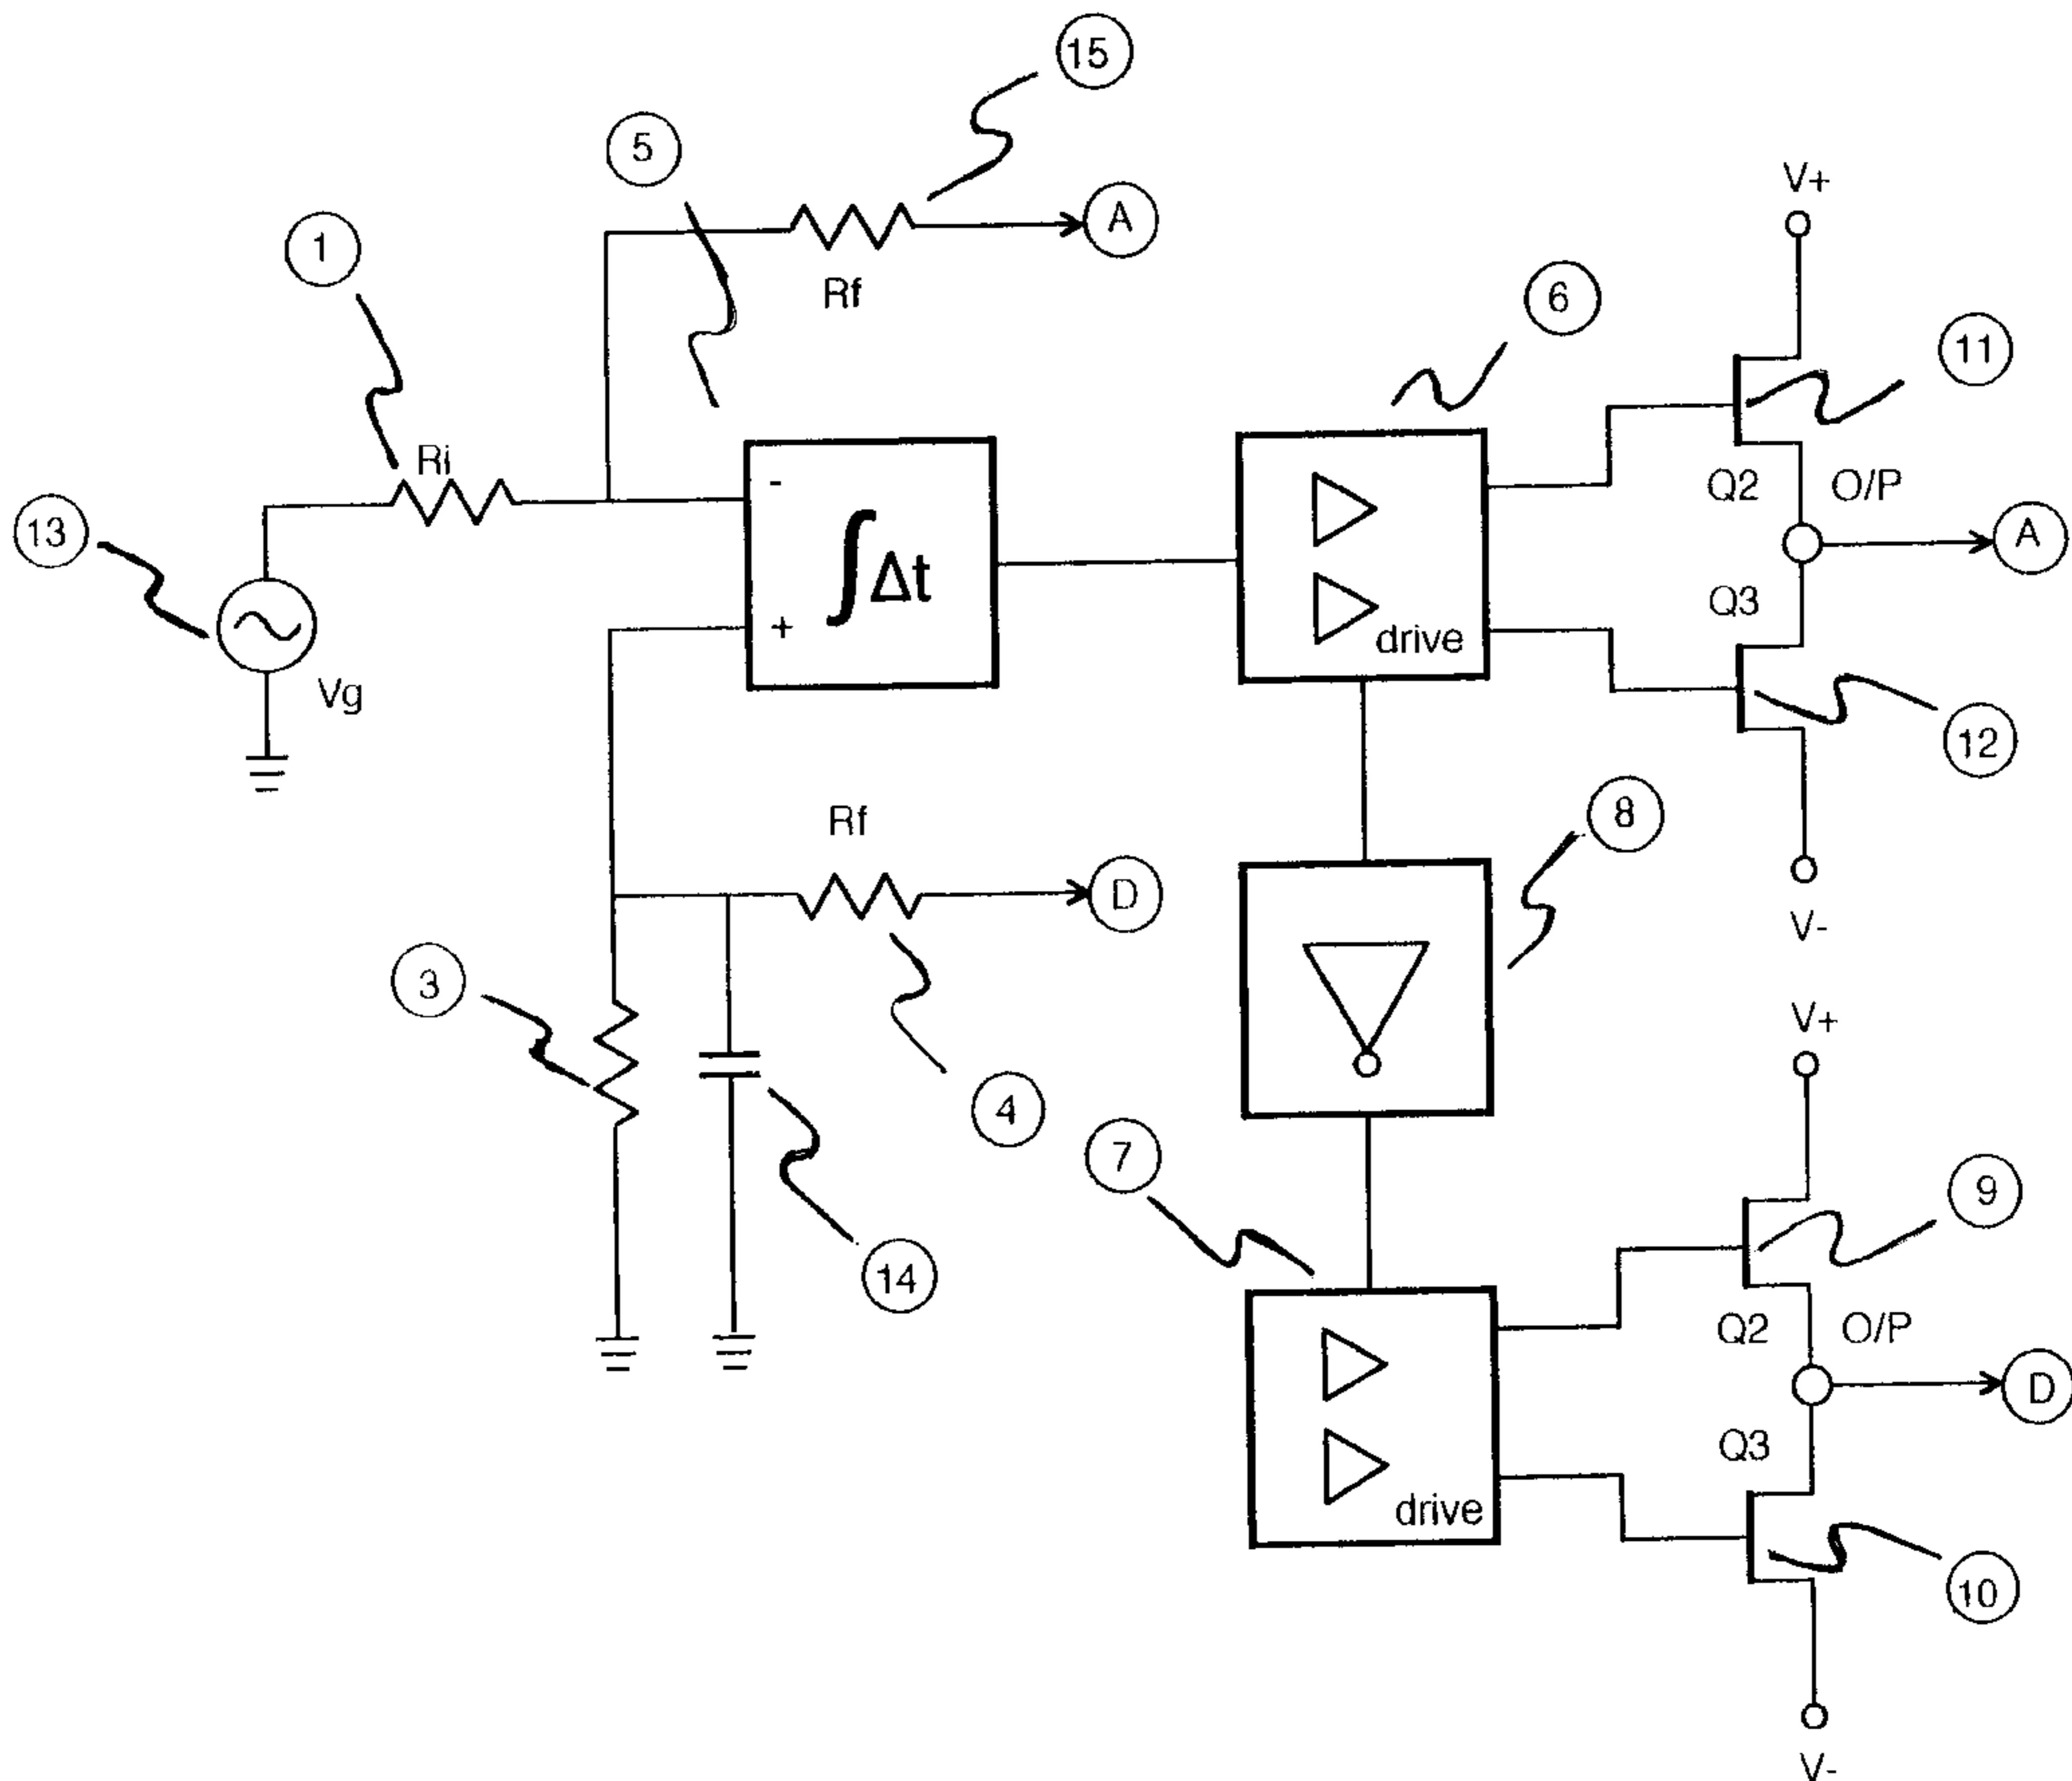 15
5
V+
A
1
Rf
6
11
Ri
-
Q2 O/P
13
∫Δt
A
Q3
+
drive
Vg
12
Rf
8
D
V-
3
V+
4
7
9
14
Q2 O/P
D
Q3
drive
10
V-